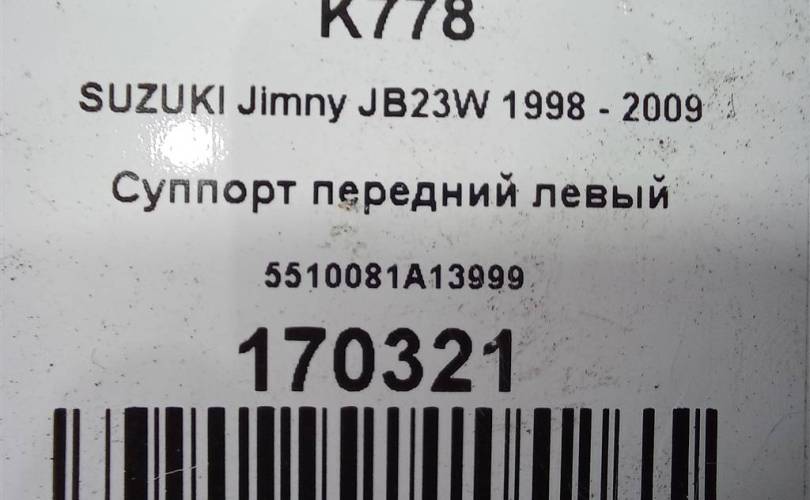 K778
SUZUKI Jimny JB23W 1998 - 2009
Суппорт передний левый
5510081A13999
170321